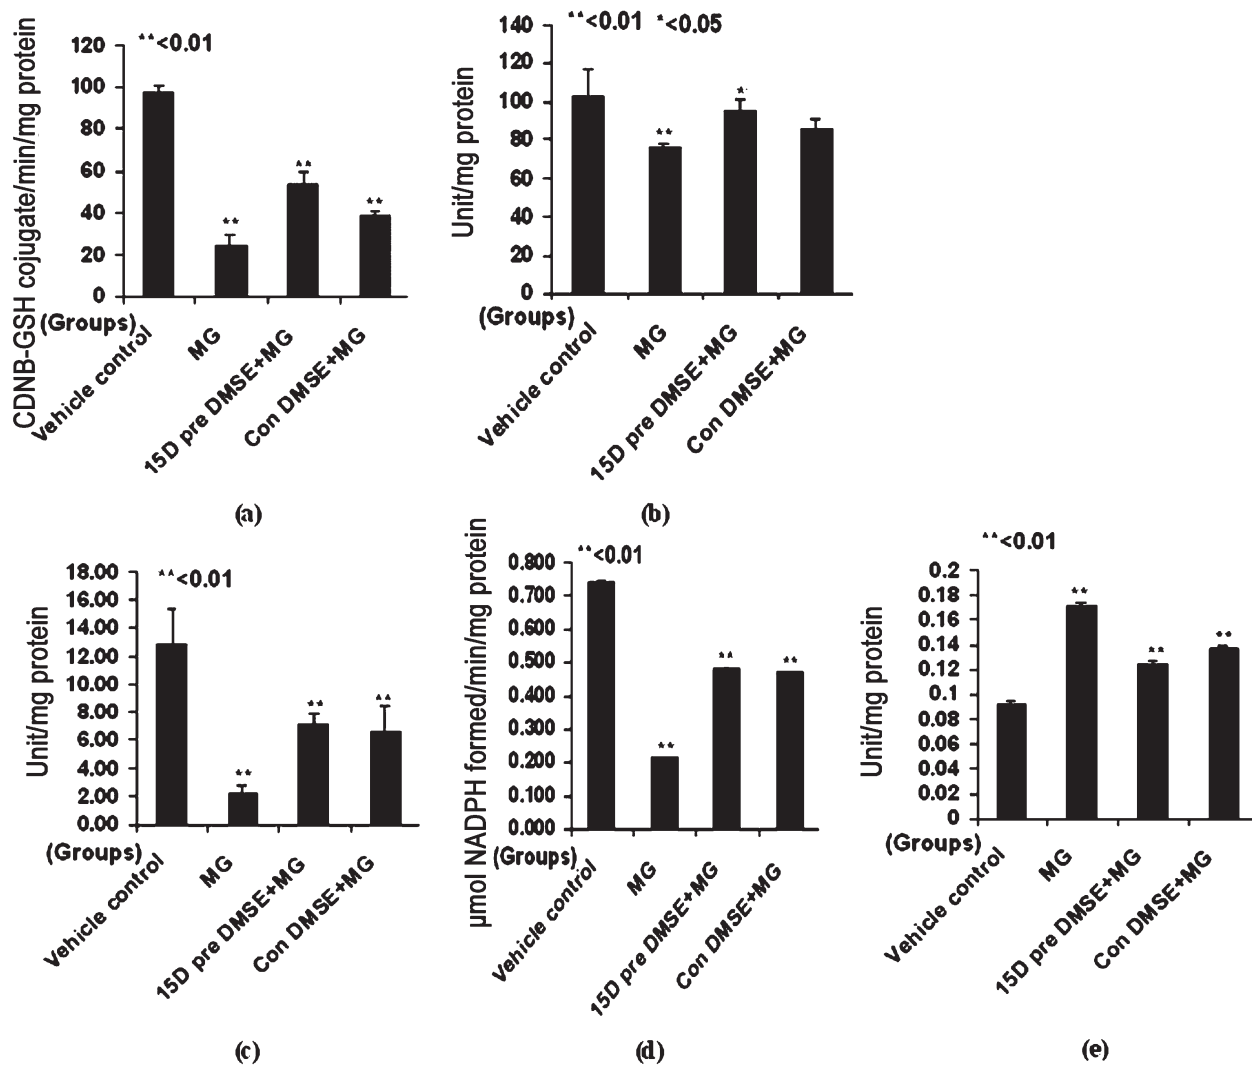 CDNB-GSH cojugate/min/mg protein
**<0.01
120
100
80
60
40
20
0
**
**
**
(Groups)
Vehicle control
MG
15D pre DMSE+MG
Con DMSE+MG
(a)
Unit/mg protein
**<0.01 *<0.05
140
120
100
80
60
40
20
0
**
*
(Groups)
Vehicle control
MG
15D pre DMSE+MG
Con DMSE+MG
(b)
Unit/mg protein
**<0.01
18.00
16.00
14.00
12.00
10.00
8.00
6.00
4.00
2.00
0.00
**
**
**
(Groups)
Vehicle control
MG
15D pre DMSE+MG
Con DMSE+MG
(c)
µmol NADPH formed/min/mg protein
**<0.01
0.800
0.700
0.600
0.500
0.400
0.300
0.200
0.100
0.000
**
**
**
(Groups)
Vehicle control
MG
15D pre DMSE+MG
Con DMSE+MG
(d)
Unit/mg protein
**<0.01
0.2
0.18
0.16
0.14
0.12
0.1
0.08
0.06
0.04
0.02
0
**
**
**
(Groups)
Vehicle control
MG
15D pre DMSE+MG
Con DMSE+MG
(e)